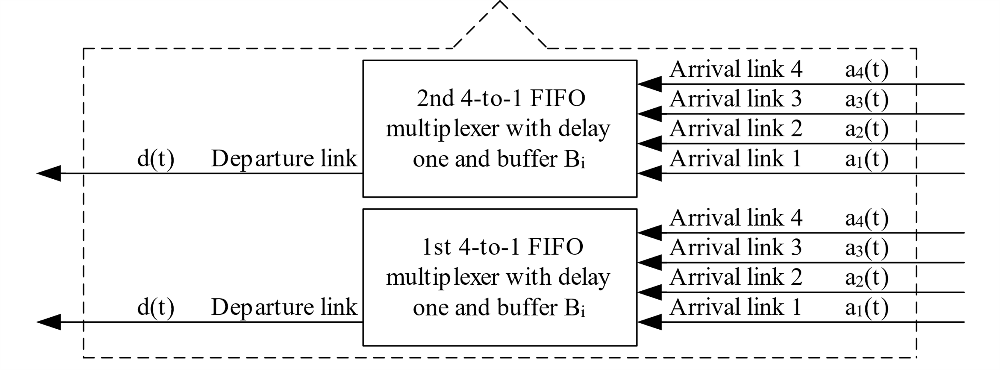 Arrival link 4 a4(t)
2nd 4-to-1 FIFO
Arrival link 3 a3(t)
multiplexer with delay
Arrival link 2 a2(t)
d(t) Departure link
one and buffer Bi
Arrival link 1 a1(t)
Arrival link 4 a4(t)
1st 4-to-1 FIFO
Arrival link 3 a3(t)
multiplexer with delay
Arrival link 2 a2(t)
d(t) Departure link
one and buffer Bi
Arrival link 1 a1(t)